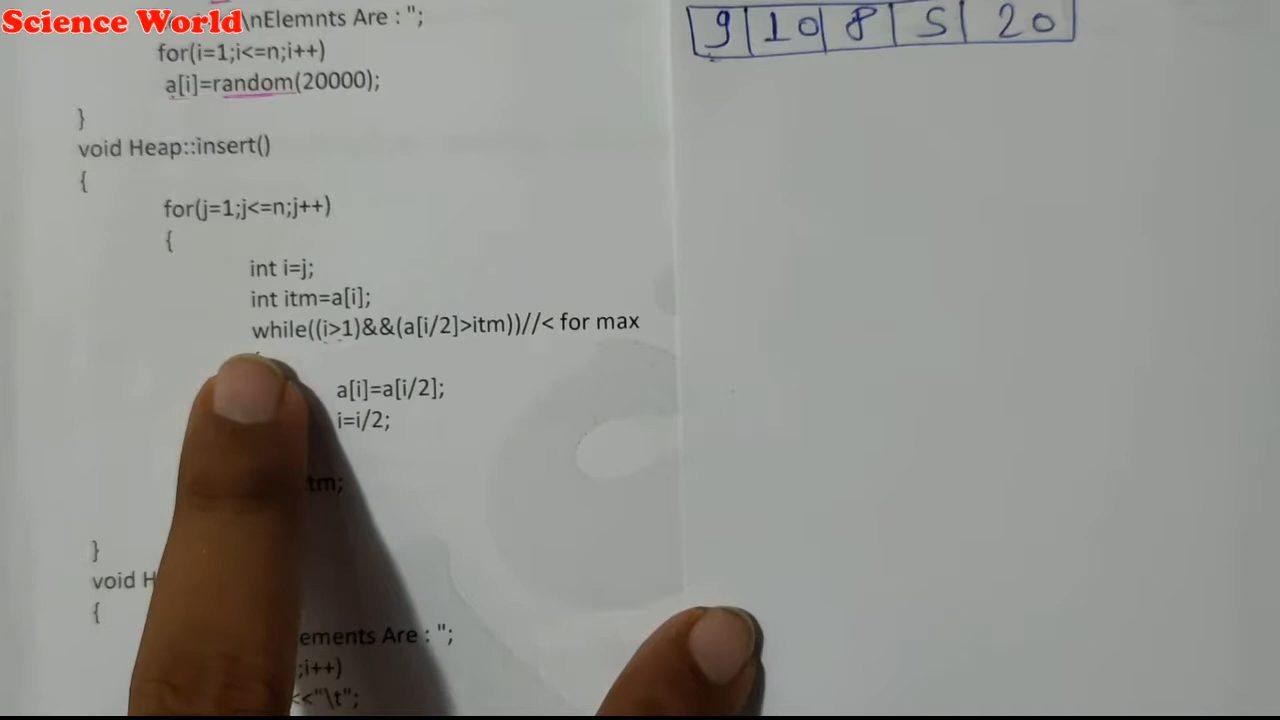 Science World
\nElemnts Are : ";
for(i=1;i<=n;i++)
a[i]=random(20000);
}
void Heap::insert()
{
for(j=1;j<=n;j++)
{
int i=j;
int itm=a[i];
while((i>1)&&(a[i/2]>itm))//< for max
a[i]=a[i/2];
i=i/2;
tm;
}
void H
{
ements Are : ";
;i++)
<<"\t";
9 10 8 5 20